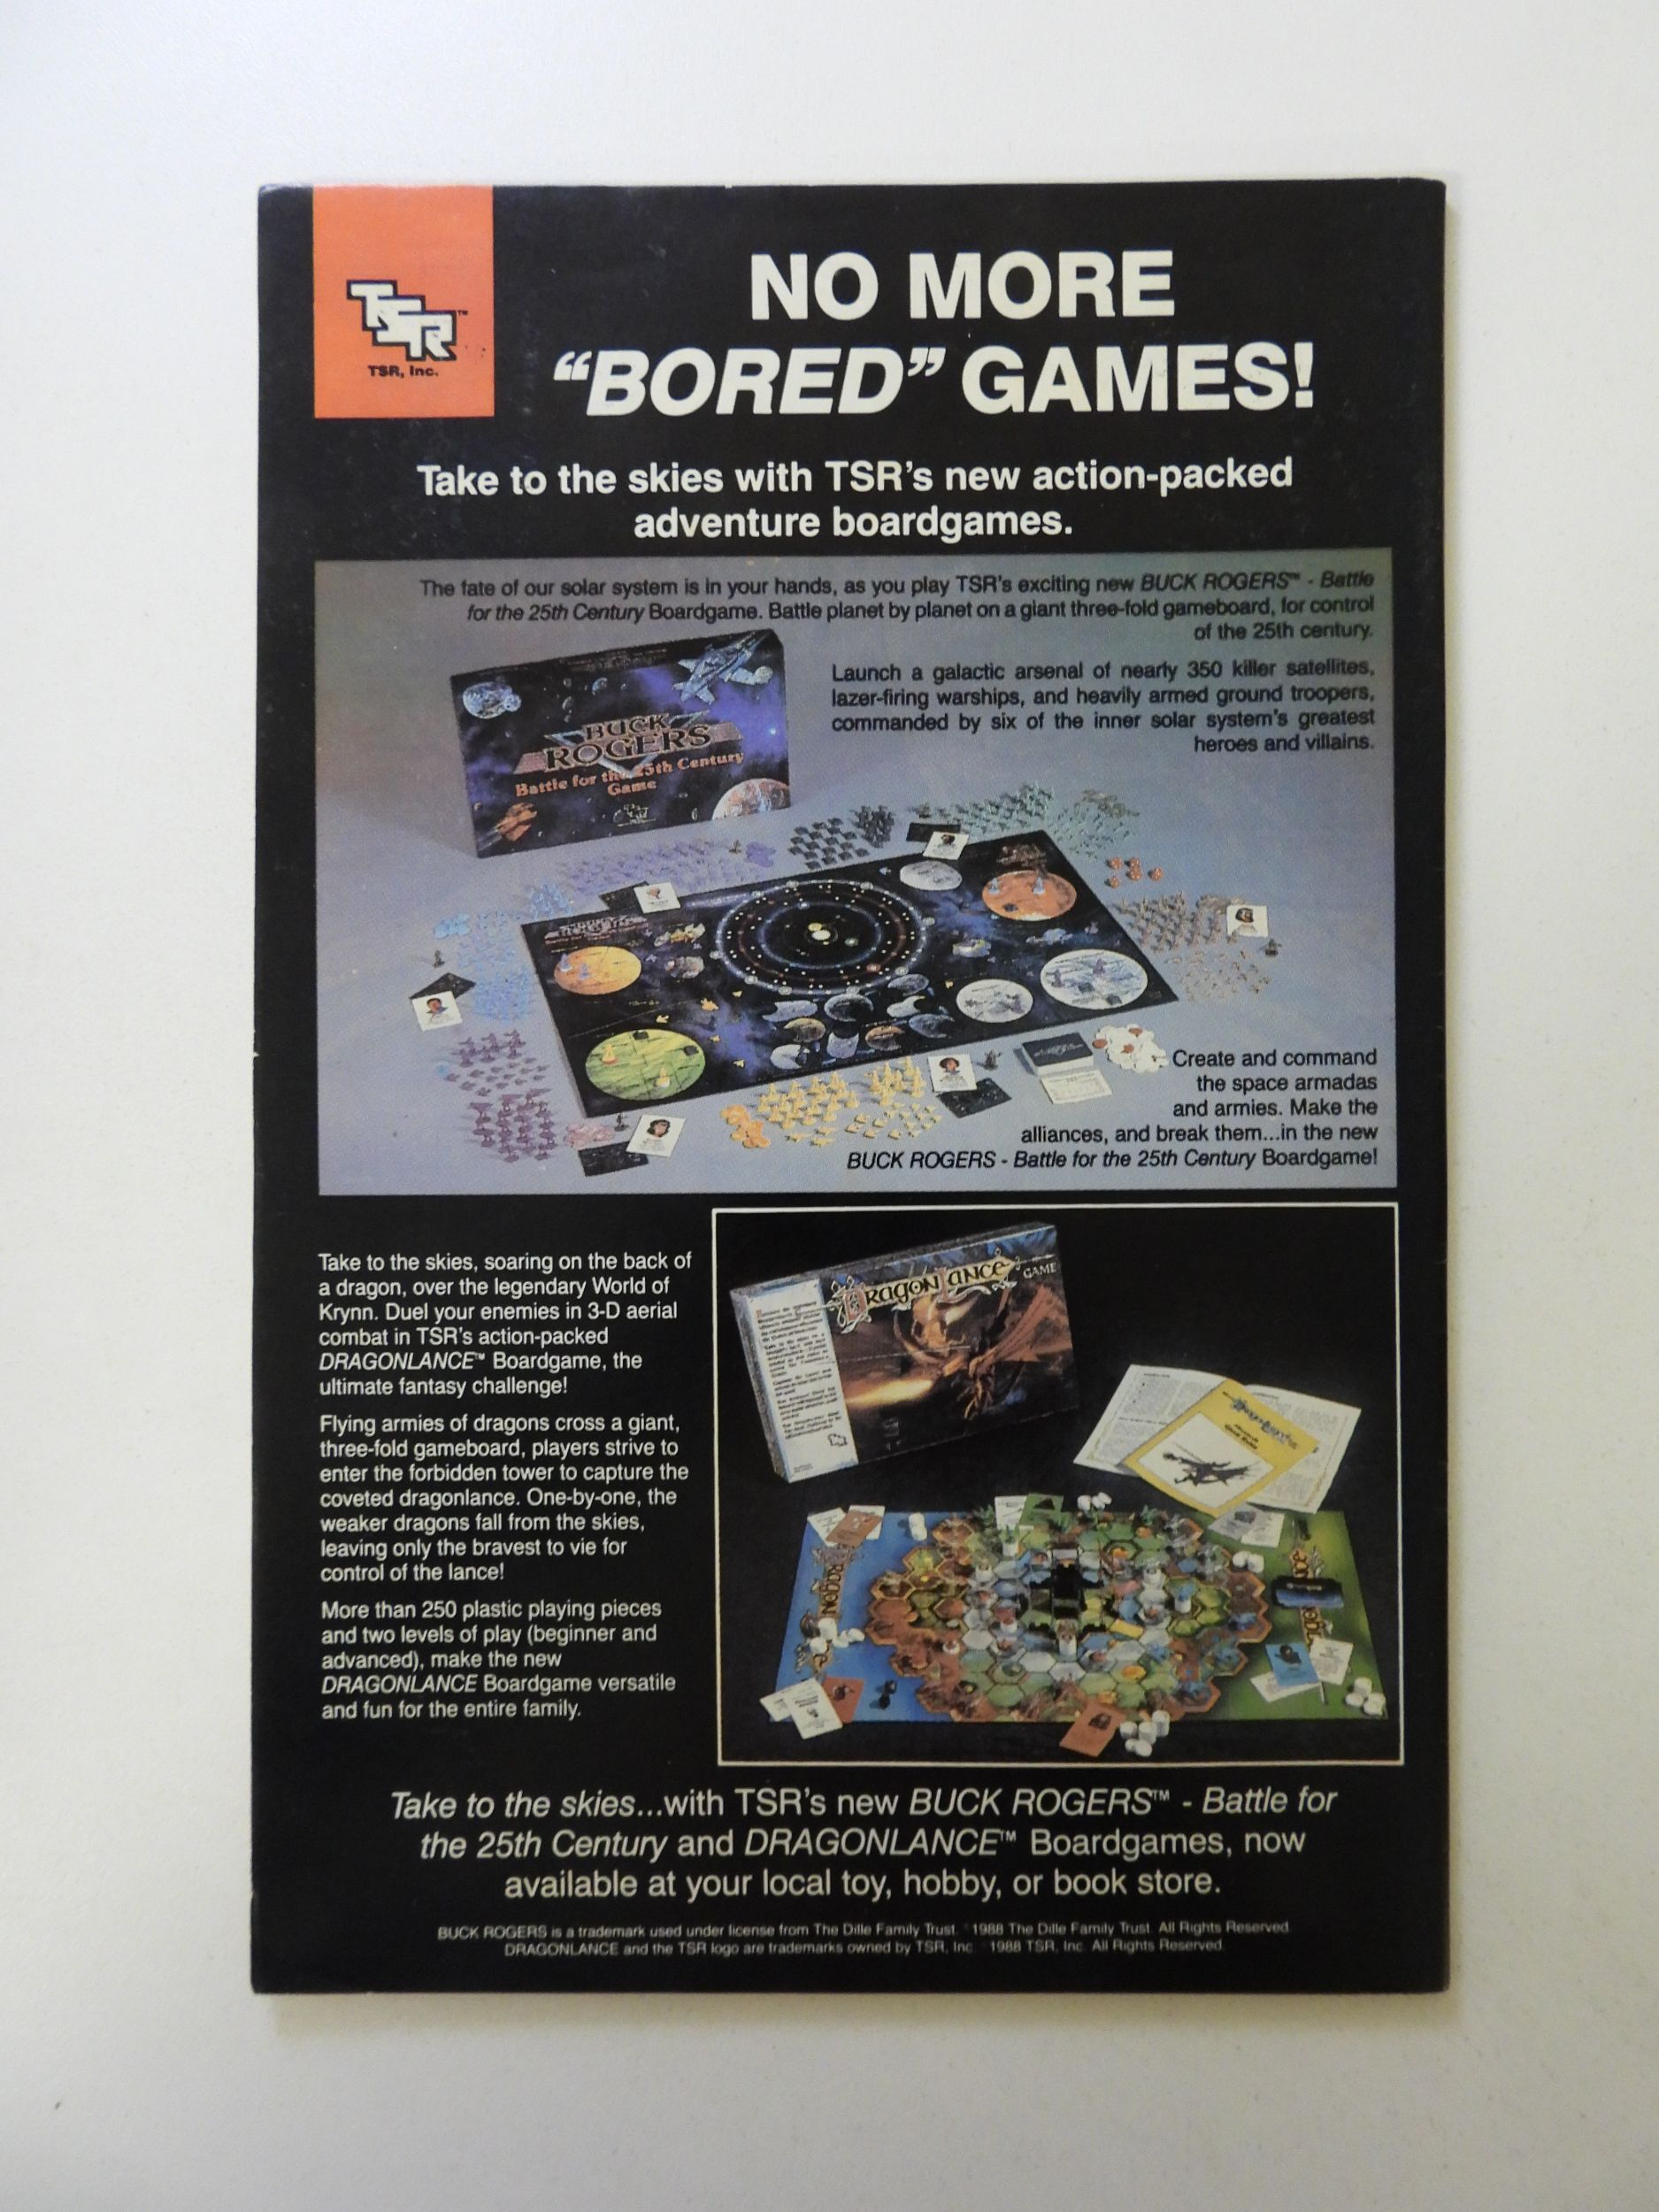 TSR™
TSR, Inc.
NO MORE
“BORED” GAMES!
Take to the skies with TSR’s new action-packed
adventure boardgames.
The fate of our solar system is in your hands, as you play TSR’s exciting new BUCK ROGERS™ - Battle
for the 25th Century Boardgame. Battle planet by planet on a giant three-fold gameboard, for control
of the 25th century.
Launch a galactic arsenal of nearly 350 killer satellites,
lazer-firing warships, and heavily armed ground troopers,
commanded by six of the inner solar system’s greatest
heroes and villains.
BUCK
ROGERS
Battle for the 25th Century
Game
Create and command
the space armadas
and armies. Make the
alliances, and break them...in the new
BUCK ROGERS - Battle for the 25th Century Boardgame!
Take to the skies, soaring on the back of
a dragon, over the legendary World of
Krynn. Duel your enemies in 3-D aerial
combat in TSR’s action-packed
DRAGONLANCE™ Boardgame, the
ultimate fantasy challenge!
Flying armies of dragons cross a giant,
three-fold gameboard, players strive to
enter the forbidden tower to capture the
coveted dragonlance. One-by-one, the
weaker dragons fall from the skies,
leaving only the bravest to vie for
control of the lance!
More than 250 plastic playing pieces
and two levels of play (beginner and
advanced), make the new
DRAGONLANCE Boardgame versatile
and fun for the entire family.
DRAGONLANCE GAME
Take to the skies...with TSR’s new BUCK ROGERS™ - Battle for
the 25th Century and DRAGONLANCE™ Boardgames, now
available at your local toy, hobby, or book store.
BUCK ROGERS is a trademark used under license from The Dille Family Trust. 1988 The Dille Family Trust. All Rights Reserved.
DRAGONLANCE and the TSR logo are trademarks owned by TSR, Inc. 1988 TSR, Inc. All Rights Reserved.